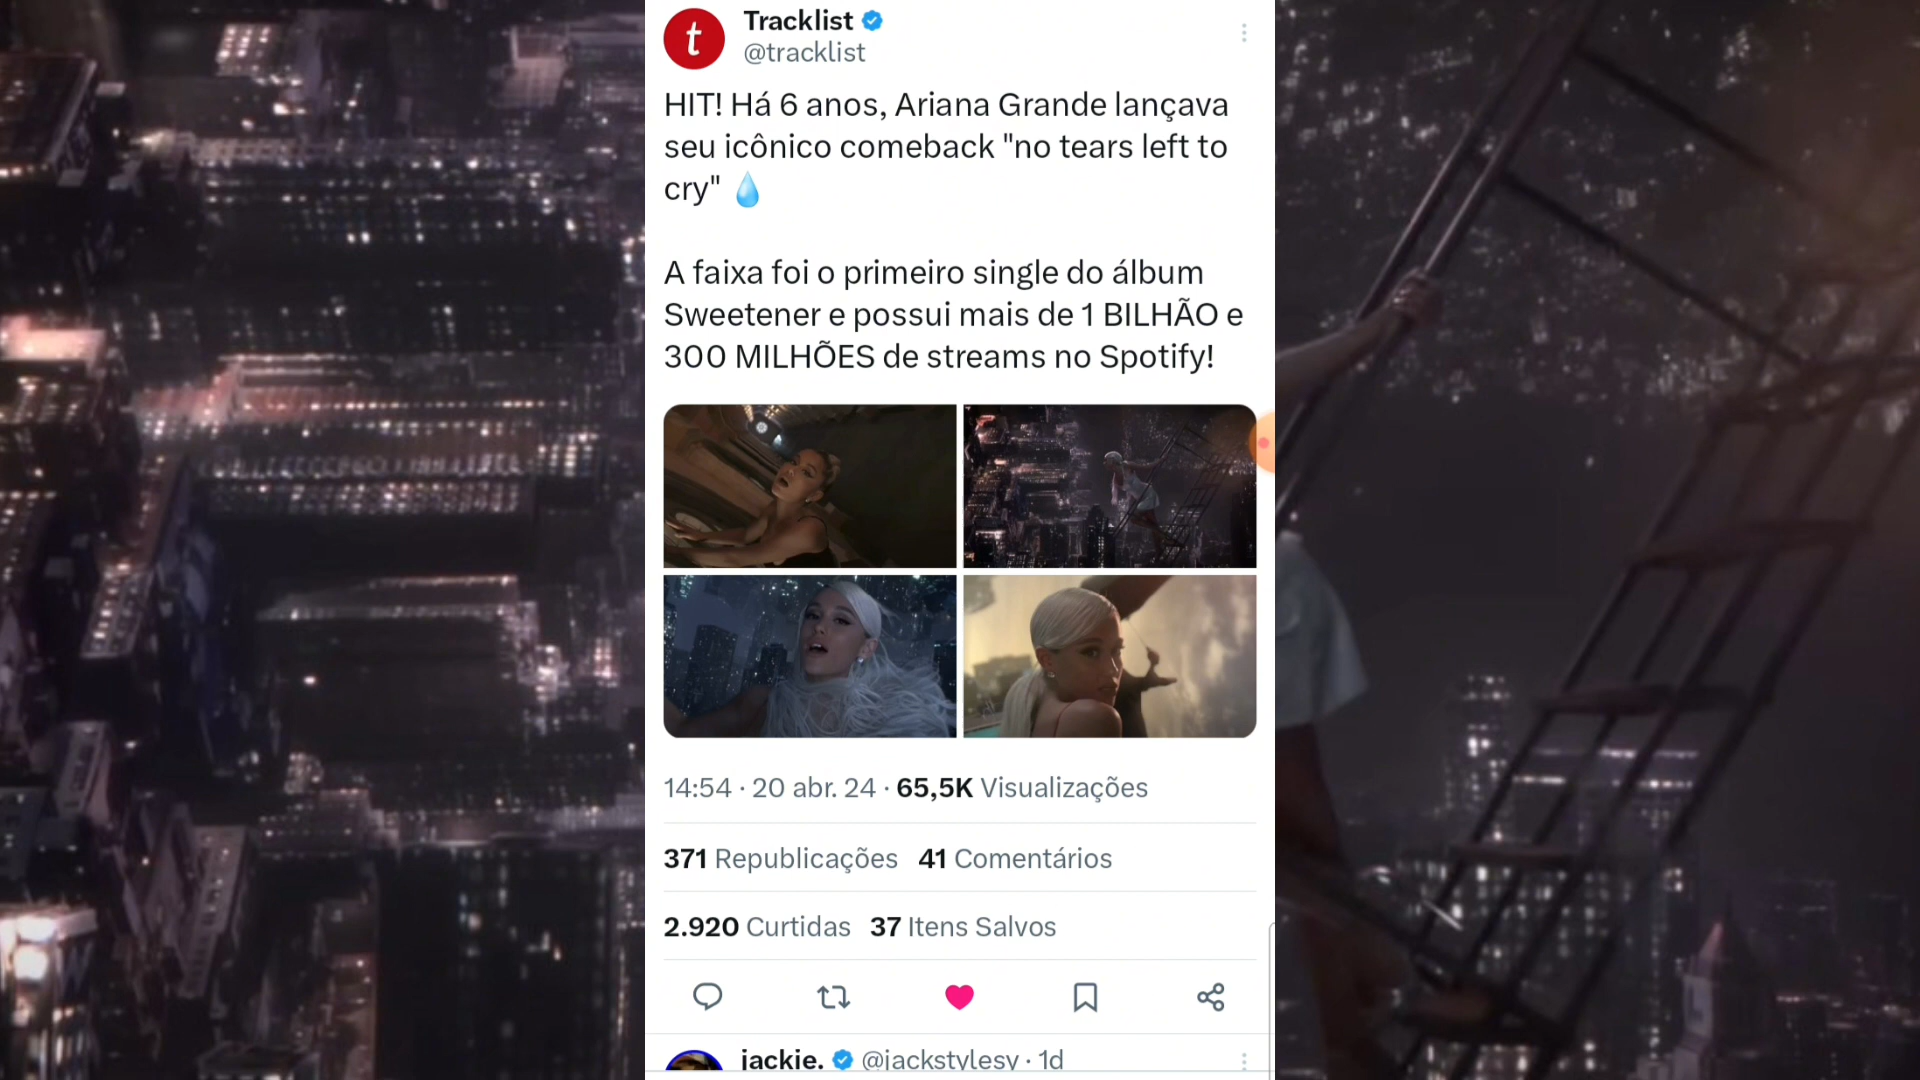 t
Tracklist
@tracklist
HIT! Há 6 anos, Ariana Grande lançava
seu icônico comeback "no tears left to
cry" 💧
A faixa foi o primeiro single do álbum
Sweetener e possui mais de 1 BILHÃO e
300 MILHÕES de streams no Spotify!
14:54 · 20 abr. 24 · 65,5K Visualizações
371 Republicações 41 Comentários
2.920 Curtidas 37 Itens Salvos
jackie. @jackstylesv · 1d